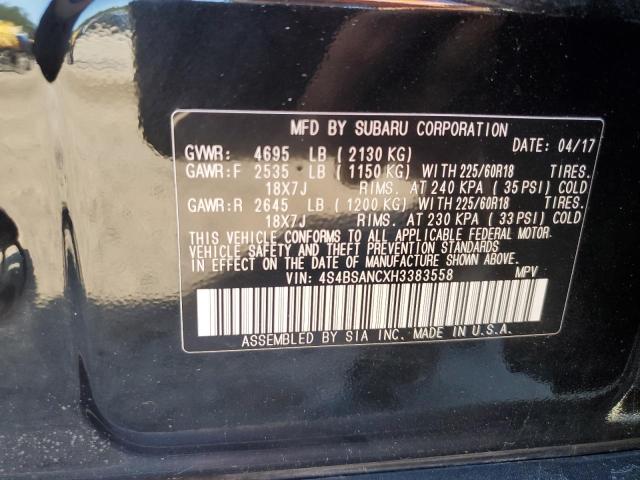 MFD BY SUBARU CORPORATION
DATE: 04/17
GVWR: 4695 LB ( 2130 KG)
GAWR:F 2535 LB ( 1150 KG) WITH 225/60R18 TIRES.
18X7J RIMS. AT 240 KPA ( 35 PSI) COLD
GAWR:R 2645 LB ( 1200 KG) WITH 225/60R18 TIRES.
18X7J RIMS. AT 230 KPA ( 33 PSI) COLD
THIS VEHICLE CONFORMS TO ALL APPLICABLE FEDERAL MOTOR
VEHICLE SAFETY AND THEFT PREVENTION STANDARDS
IN EFFECT ON THE DATE OF MANUFACTURE SHOWN ABOVE.
VIN: 4S4BSANCXH3383558 MPV
ASSEMBLED BY SIA INC. MADE IN U.S.A.